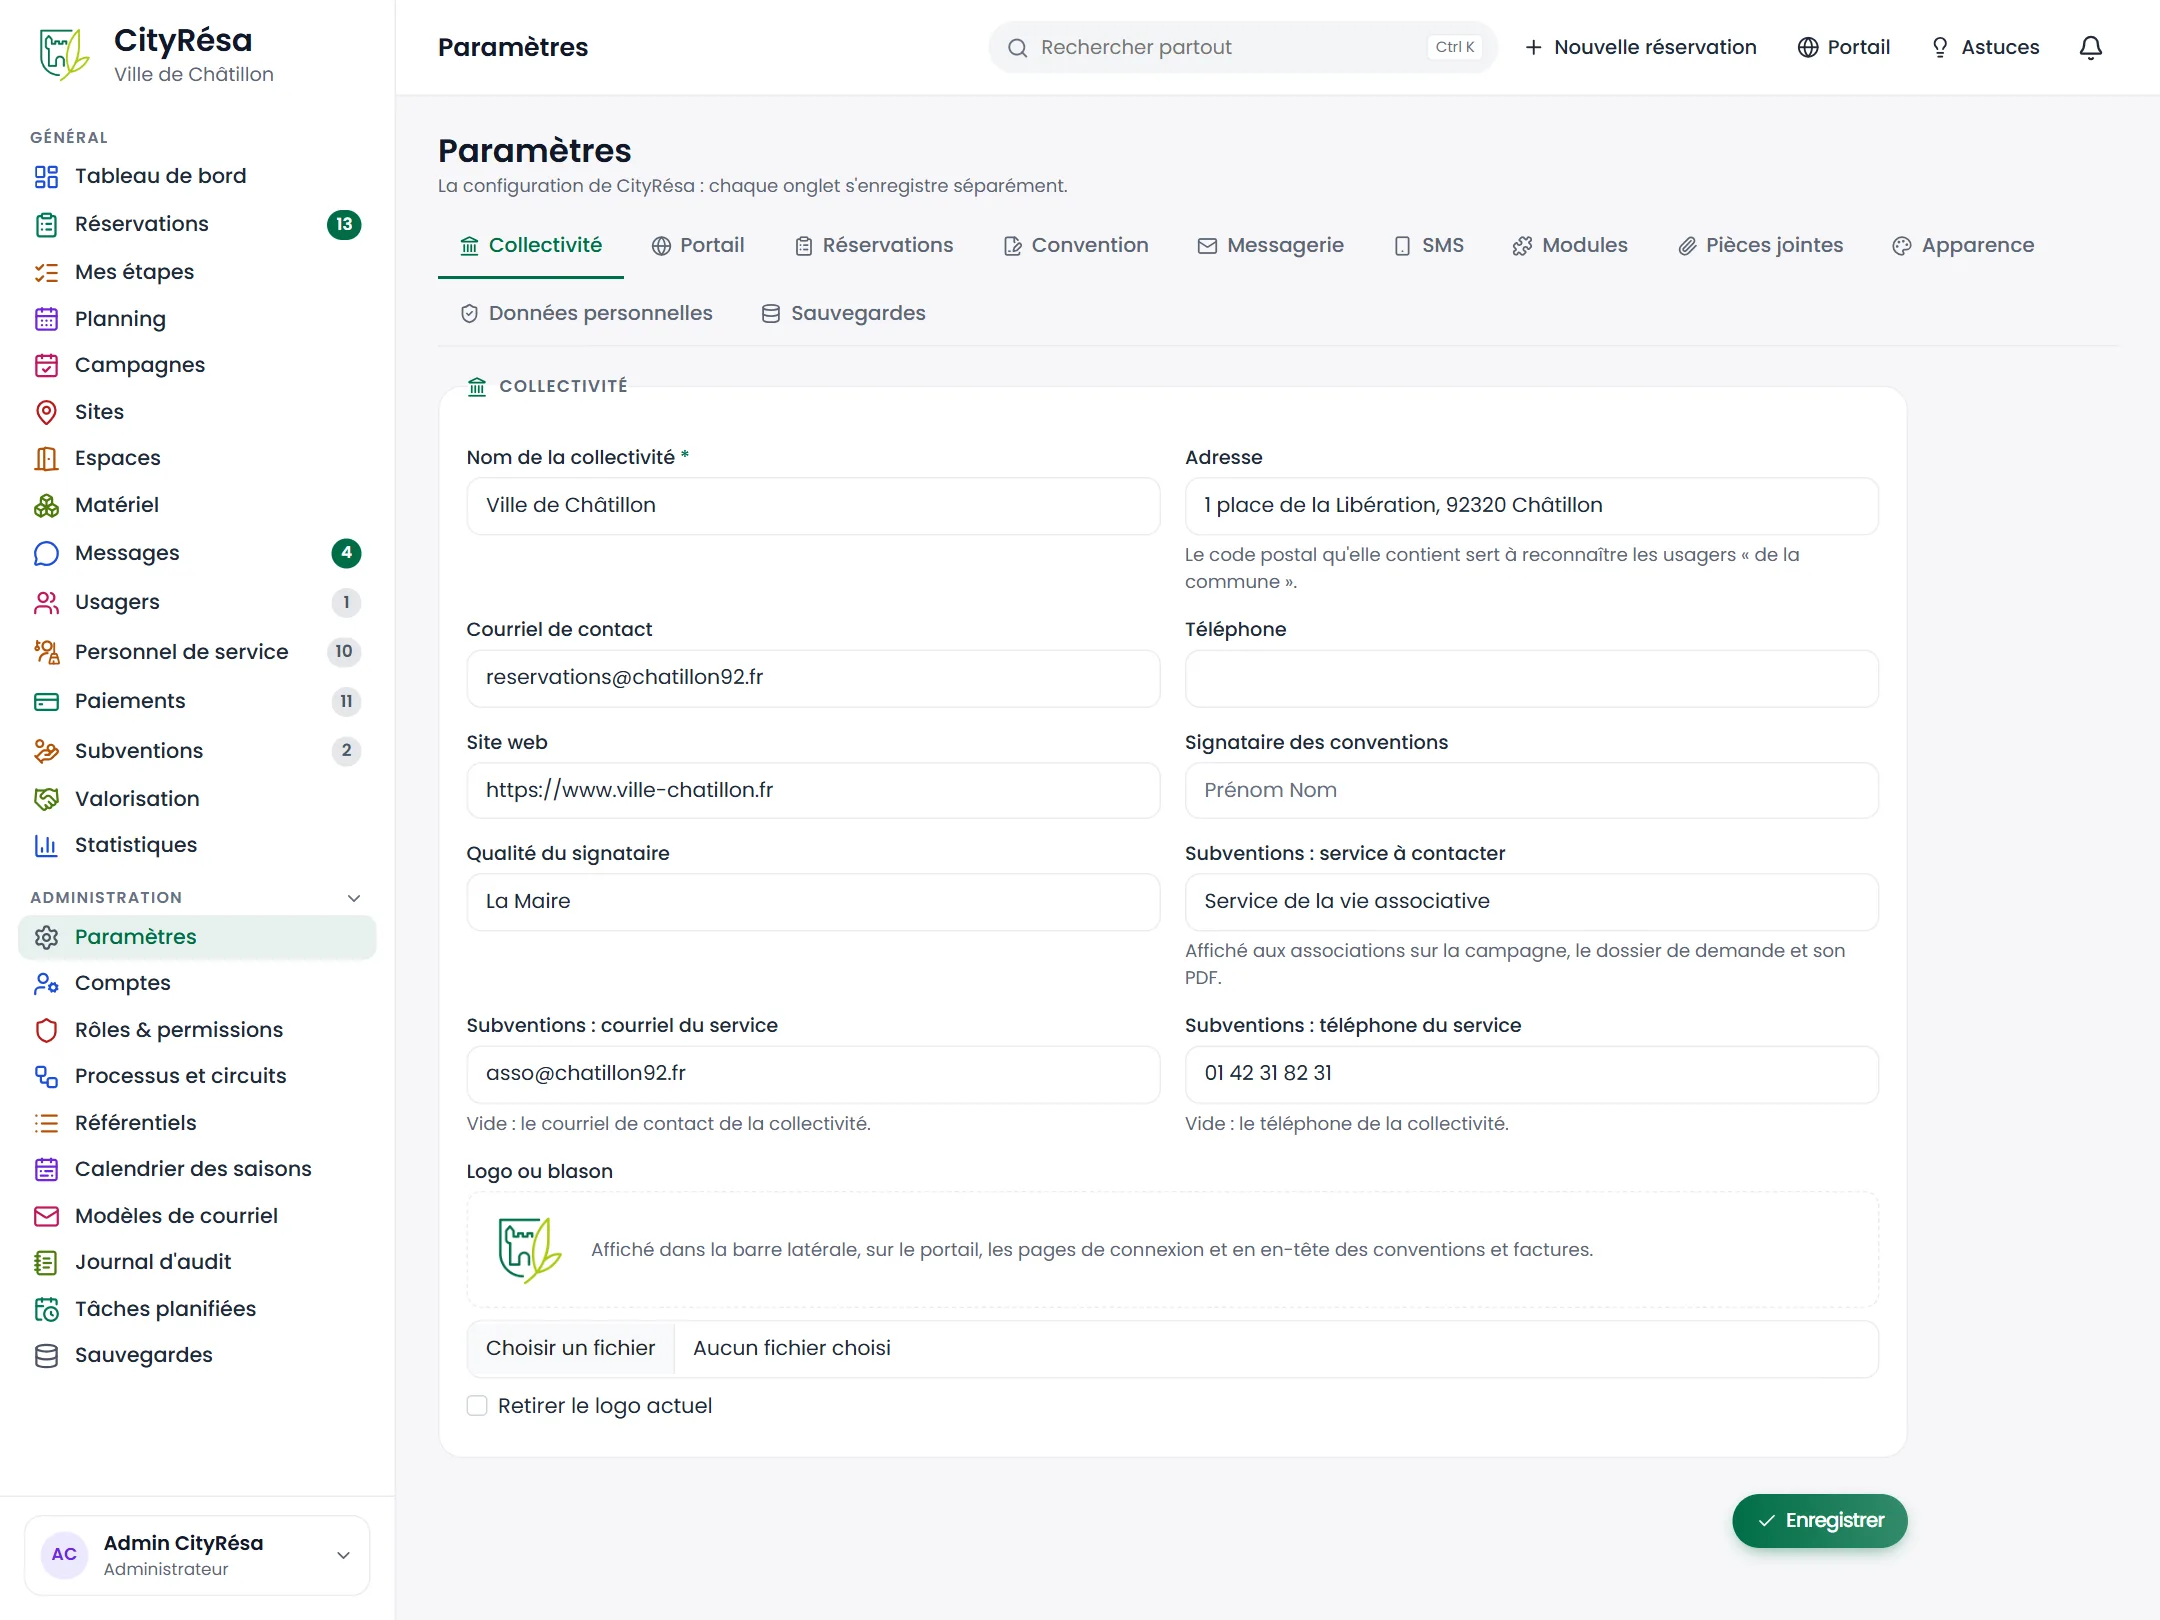 CityRésa
Ville de Châtillon
GÉNÉRAL
Tableau de bord
Réservations 13
Mes étapes
Planning
Campagnes
Sites
Espaces
Matériel
Messages 4
Usagers 1
Personnel de service 10
Paiements 11
Subventions 2
Valorisation
Statistiques
ADMINISTRATION
Paramètres
Comptes
Rôles & permissions
Processus et circuits
Référentiels
Calendrier des saisons
Modèles de courriel
Journal d'audit
Tâches planifiées
Sauvegardes
AC
Admin CityRésa
Administrateur
Paramètres
Rechercher partout Ctrl K
Nouvelle réservation
Portail
Astuces
Paramètres
La configuration de CityRésa : chaque onglet s'enregistre séparément.
Collectivité Portail Réservations Convention Messagerie SMS Modules Pièces jointes Apparence
Données personnelles Sauvegardes
COLLECTIVITÉ
Nom de la collectivité *
Ville de Châtillon
Adresse
1 place de la Libération, 92320 Châtillon
Le code postal qu'elle contient sert à reconnaître les usagers « de la
commune ».
Courriel de contact
reservations@chatillon92.fr
Téléphone
Site web
https://www.ville-chatillon.fr
Signataire des conventions
Prénom Nom
Qualité du signataire
La Maire
Subventions : service à contacter
Service de la vie associative
Affiché aux associations sur la campagne, le dossier de demande et son
PDF.
Subventions : courriel du service
asso@chatillon92.fr
Vide : le courriel de contact de la collectivité.
Subventions : téléphone du service
01 42 31 82 31
Vide : le téléphone de la collectivité.
Logo ou blason
Affiché dans la barre latérale, sur le portail, les pages de connexion et en en-tête des conventions et factures.
Choisir un fichier Aucun fichier choisi
Retirer le logo actuel
Enregistrer